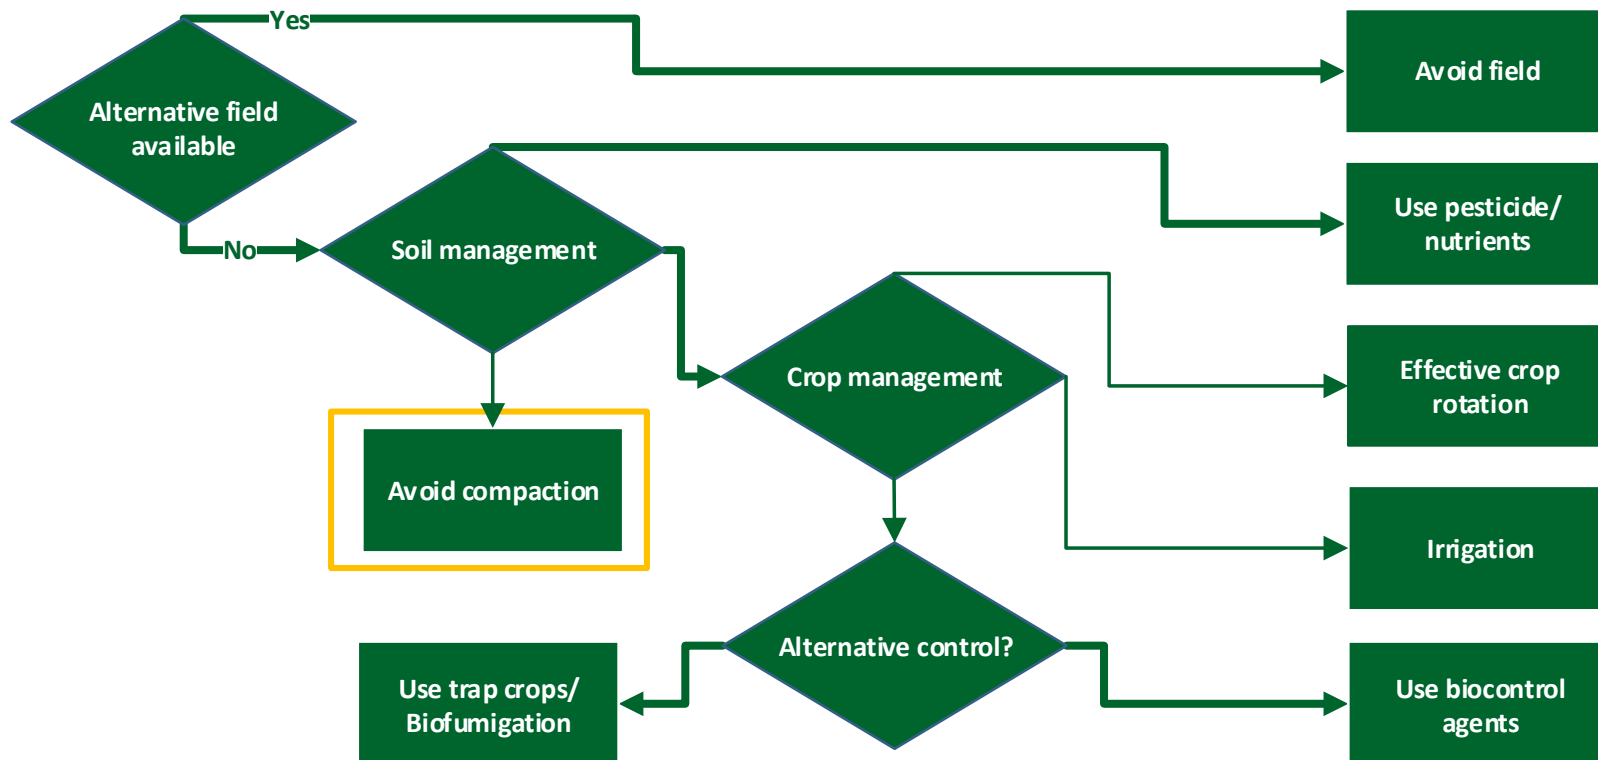 Yes
Alternative field
available
Avoid field
Use pesticide/
nutrients
No
Soil management
Crop management
Effective crop
rotation
Avoid compaction
Irrigation
Alternative control?
Use trap crops/
Biofumigation
Use biocontrol
agents